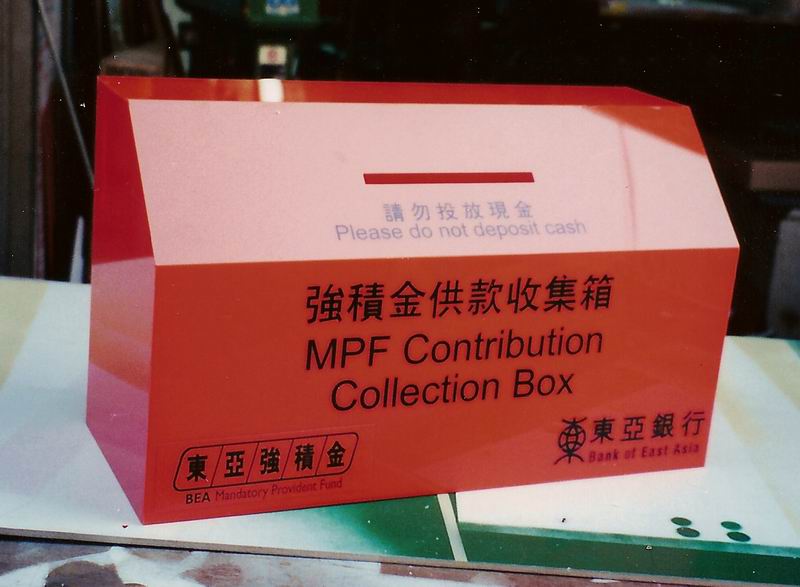 請勿投放現金
Please do not deposit cash
強積金供款收集箱
MPF Contribution
Collection Box
東亞強積金
BEA Mandatory Provident Fund
東亞銀行
Bank of East Asia